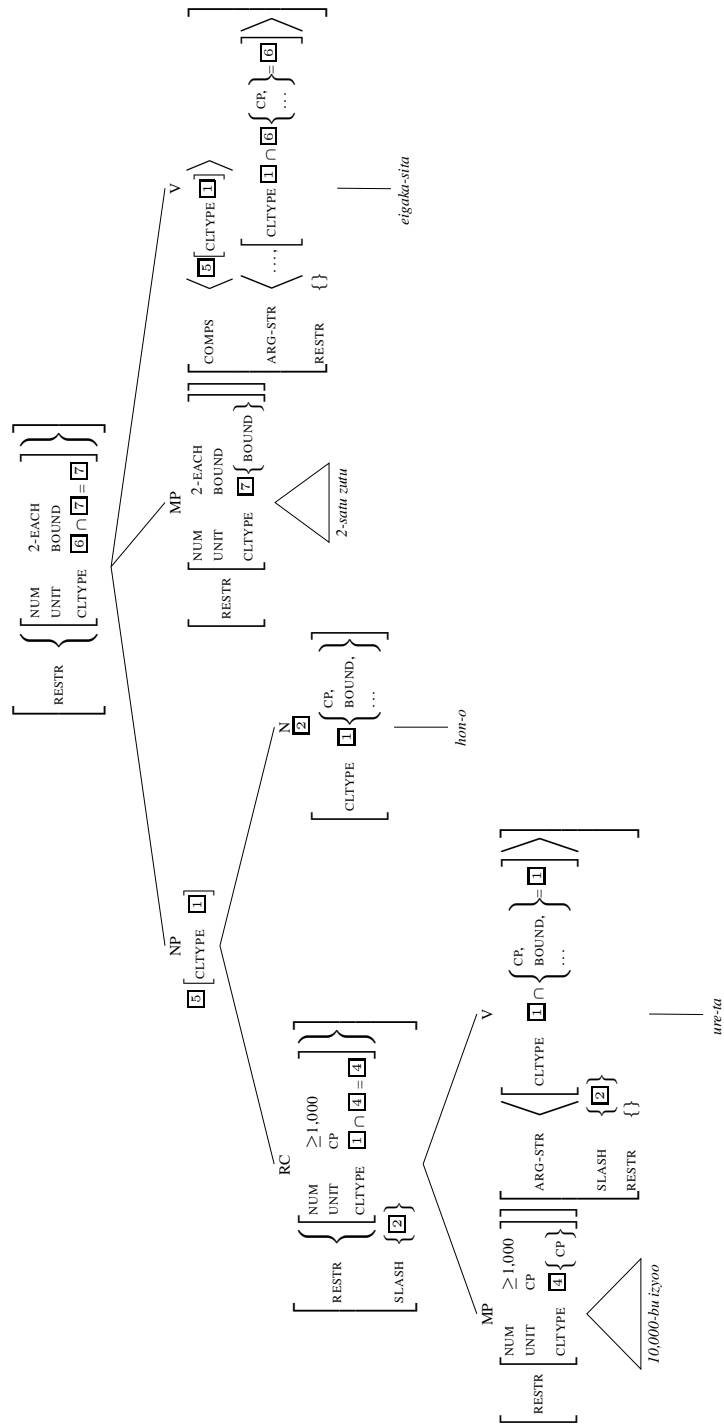 NUM 2-EACH
RESTR { UNIT BOUND }
CLTYPE 6 ∩ 7 = 7
NP
5 [CLTYPE 1]
MP
NUM 2-EACH
RESTR UNIT BOUND
CLTYPE 7 {BOUND}
2-satu zutu
V
COMPS ⟨ 5 [CLTYPE 1] ⟩
ARG-STR ⟨ ..., [CLTYPE 1 ∩ 6 {CP, ...} = 6] ⟩
RESTR {}
eigaka-sita
RC
NUM ≥1,000
RESTR { UNIT CP }
CLTYPE 1 ∩ 4 = 4
SLASH {2}
N
2
CLTYPE 1 {CP, BOUND, ...}
hon-o
MP
NUM ≥1,000
RESTR UNIT CP
CLTYPE 4 {CP}
10,000-bu izyoo
V
ARG-STR ⟨ [CLTYPE 1 ∩ {CP, BOUND, ...} = 1] ⟩
SLASH {2}
RESTR {}
ure-ta